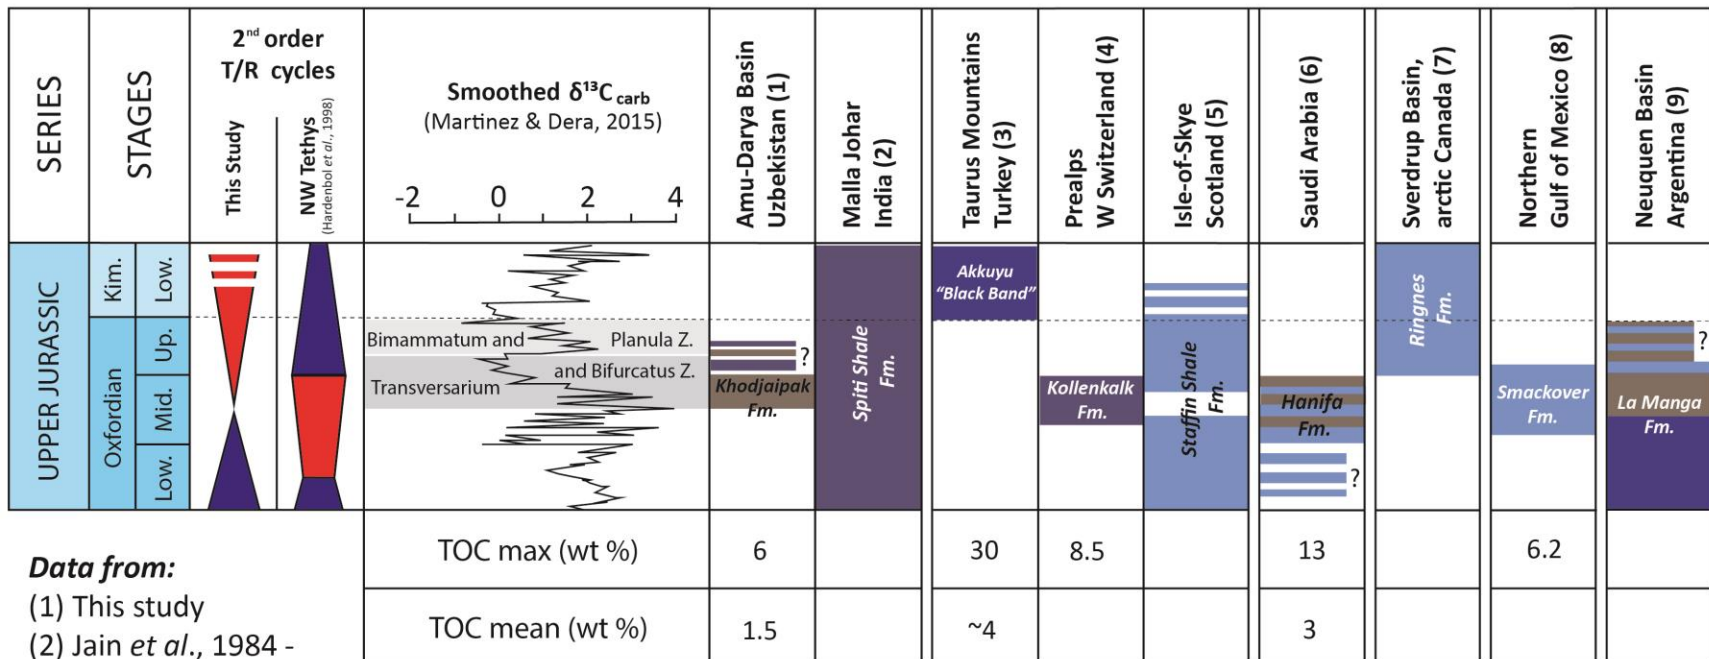 SERIES
STAGES
2nd order
T/R cycles
This Study
NW Tethys
(Hardenbol et al., 1998)
Smoothed δ13C carb
(Martinez & Dera, 2015)
-2 0 2 4
Amu-Darya Basin
Uzbekistan (1)
Malla Johar
India (2)
Taurus Mountains
Turkey (3)
Prealps
W Switzerland (4)
Isle-of-Skye
Scotland (5)
Saudi Arabia (6)
Sverdrup Basin,
arctic Canada (7)
Northern
Gulf of Mexico (8)
Neuquen Basin
Argentina (9)
UPPER JURASSIC
Kim.
Low.
Oxfordian
Up.
Mid.
Low.
Bimammatum and Planula Z.
Transversarium and Bifurcatus Z.
?
Khodjaipak
Fm.
Spiti Shale
Fm.
Akkuyu
"Black Band"
Kollenkalk
Fm.
Staffin Shale
Fm.
Hanifa
Fm.
?
Ringnes
Fm.
Smackover
Fm.
?
La Manga
Fm.
TOC max (wt %) 6 30 8.5 13 6.2
TOC mean (wt %) 1.5 ~4 3
Data from:
(1) This study
(2) Jain et al., 1984 -